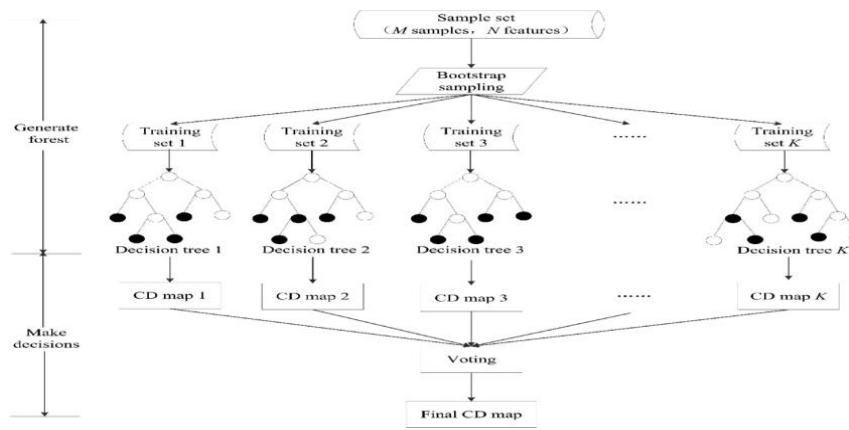 Sample set
(M samples, N features)
Bootstrap
sampling
Generate
forest
Training
set 1
Training
set 2
Training
set 3
......
Training
set K
......
Decision tree 1
Decision tree 2
Decision tree 3
Decision tree K
CD map 1
CD map 2
CD map 3
......
CD map K
Make
decisions
Voting
Final CD map